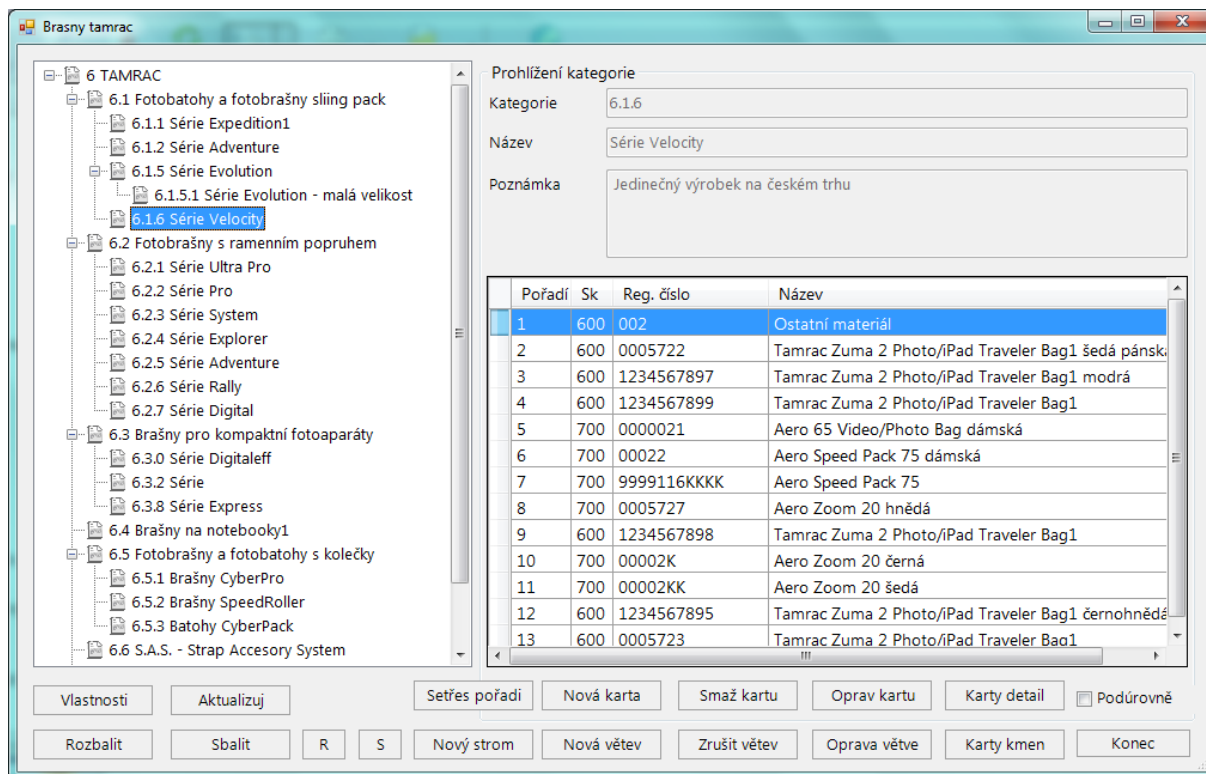 Brasny tamrac
6 TAMRAC
6.1 Fotobatohy a fotobrašny sliing pack
6.1.1 Série Expedition1
6.1.2 Série Adventure
6.1.5 Série Evolution
6.1.5.1 Série Evolution - malá velikost
6.1.6 Série Velocity
6.2 Fotobrašny s ramenním popruhem
6.2.1 Série Ultra Pro
6.2.2 Série Pro
6.2.3 Série System
6.2.4 Série Explorer
6.2.5 Série Adventure
6.2.6 Série Rally
6.2.7 Série Digital
6.3 Brašny pro kompaktní fotoaparáty
6.3.0 Série Digitaleff
6.3.2 Série
6.3.8 Série Express
6.4 Brašny na notebooky1
6.5 Fotobrašny a fotobatohy s kolečky
6.5.1 Brašny CyberPro
6.5.2 Brašny SpeedRoller
6.5.3 Batohy CyberPack
6.6 S.A.S. - Strap Accesory System
Prohlížení kategorie
Kategorie 6.1.6
Název Série Velocity
Poznámka Jedinečný výrobek na českém trhu
Pořadí Sk Reg. číslo Název
1 600 002 Ostatní materiál
2 600 0005722 Tamrac Zuma 2 Photo/iPad Traveler Bag1 šedá pánská
3 600 1234567897 Tamrac Zuma 2 Photo/iPad Traveler Bag1 modrá
4 600 1234567899 Tamrac Zuma 2 Photo/iPad Traveler Bag1
5 700 0000021 Aero 65 Video/Photo Bag dámská
6 700 00022 Aero Speed Pack 75 dámská
7 700 9999116KKKK Aero Speed Pack 75
8 700 0005727 Aero Zoom 20 hnědá
9 600 1234567898 Tamrac Zuma 2 Photo/iPad Traveler Bag1
10 700 00002K Aero Zoom 20 černá
11 700 00002KK Aero Zoom 20 šedá
12 600 1234567895 Tamrac Zuma 2 Photo/iPad Traveler Bag1 černohnědá
13 600 0005723 Tamrac Zuma 2 Photo/iPad Traveler Bag1
Vlastnosti Aktualizuj Setřes pořadí Nová karta Smaž kartu Oprav kartu Karty detail Podúrovně
Rozbalit Sbalit R S Nový strom Nová větev Zrušit větev Oprava větve Karty kmen Konec